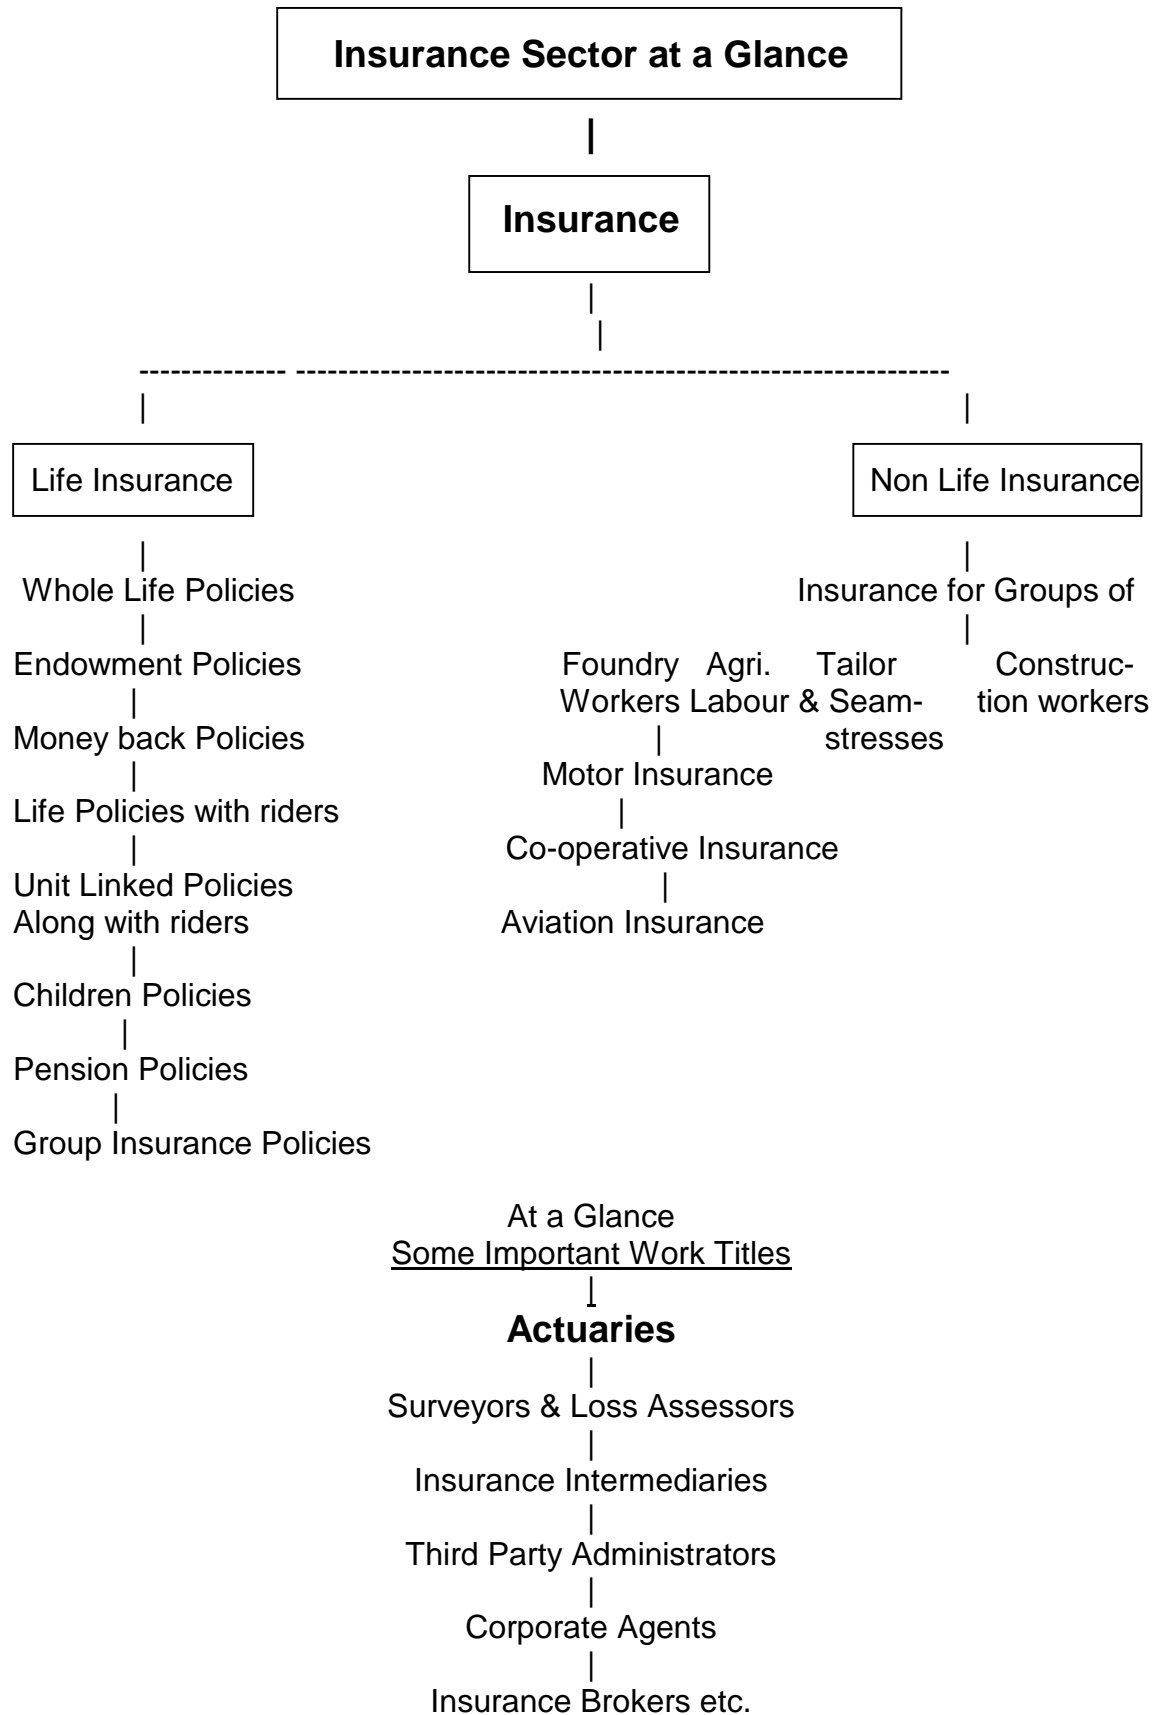 Insurance Sector at a Glance
Insurance
Life Insurance
Non Life Insurance
Whole Life Policies
Insurance for Groups of
Endowment Policies
Foundry Agri. Tailor Construc-
Workers Labour & Seam- tion workers
Money back Policies
stresses
Motor Insurance
Life Policies with riders
Co-operative Insurance
Unit Linked Policies
Along with riders
Aviation Insurance
Children Policies
Pension Policies
Group Insurance Policies
At a Glance
Some Important Work Titles
Actuaries
Surveyors & Loss Assessors
Insurance Intermediaries
Third Party Administrators
Corporate Agents
Insurance Brokers etc.